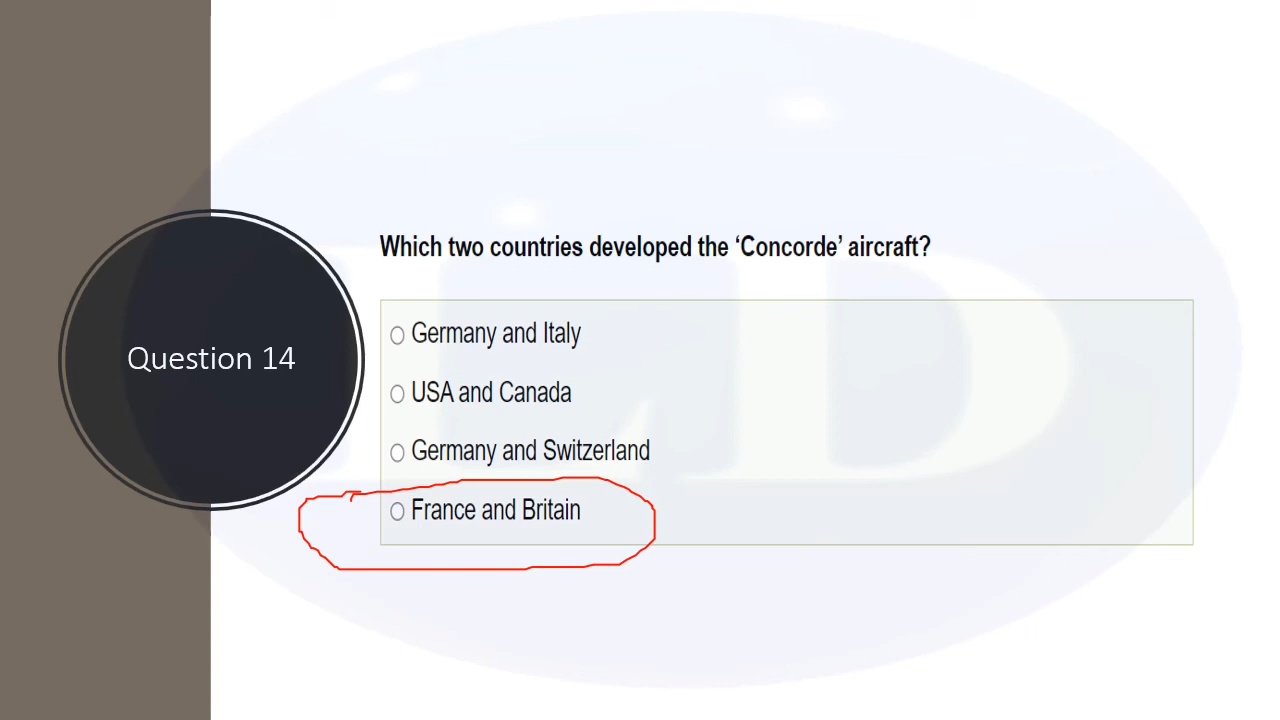 Question 14
Which two countries developed the ‘Concorde’ aircraft?
Germany and Italy
USA and Canada
Germany and Switzerland
France and Britain